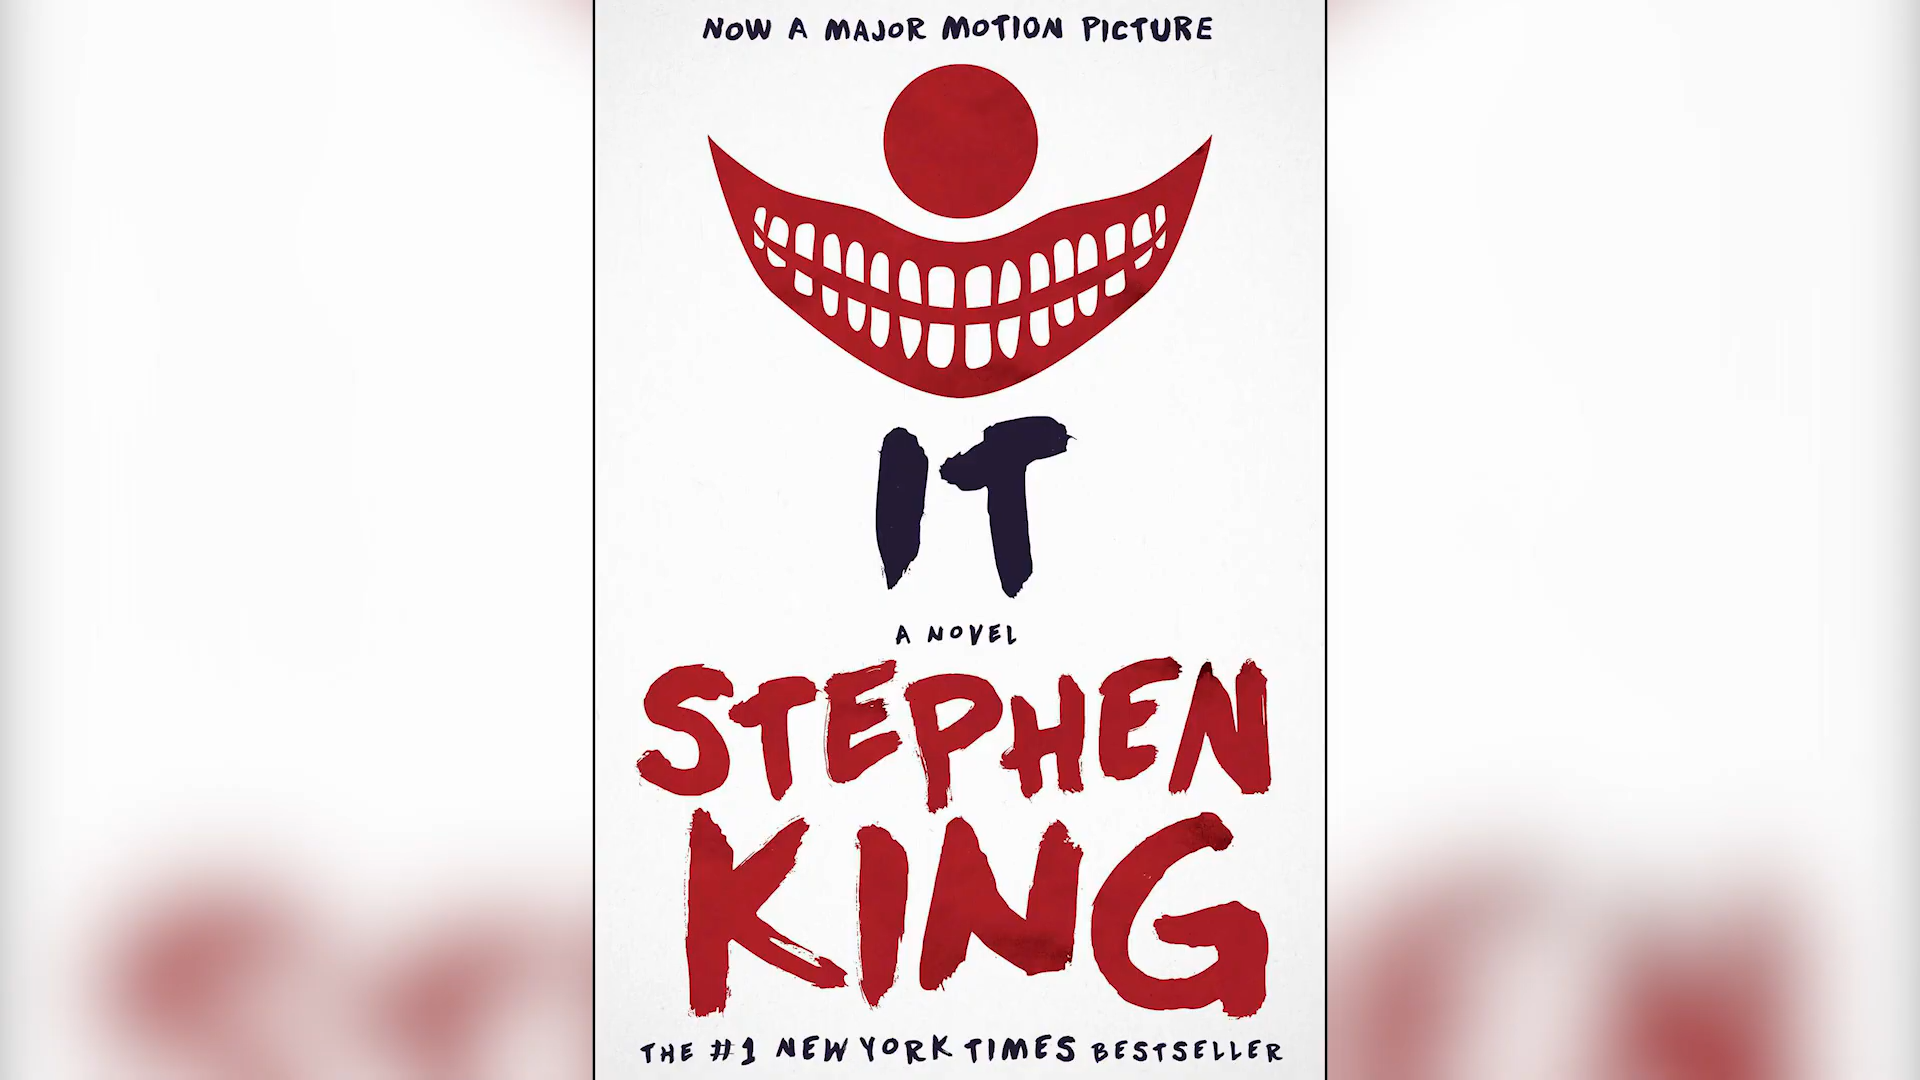 NOW A MAJOR MOTION PICTURE
IT
A NOVEL
STEPHEN
KING
THE #1 NEW YORK TIMES BESTSELLER